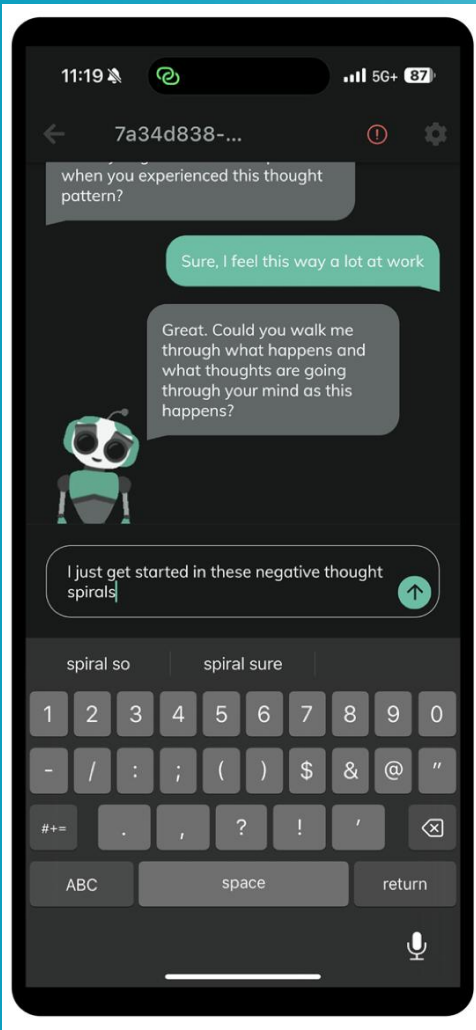 11:19
5G+ 87
7a34d838-...
when you experienced this thought
pattern?
Sure, I feel this way a lot at work
Great. Could you walk me
through what happens and
what thoughts are going
through your mind as this
happens?
I just get started in these negative thought
spirals
spiral so spiral sure
1 2 3 4 5 6 7 8 9 0
- / : ; ( ) $ & @ "
#+= . , ? ! '
ABC space return